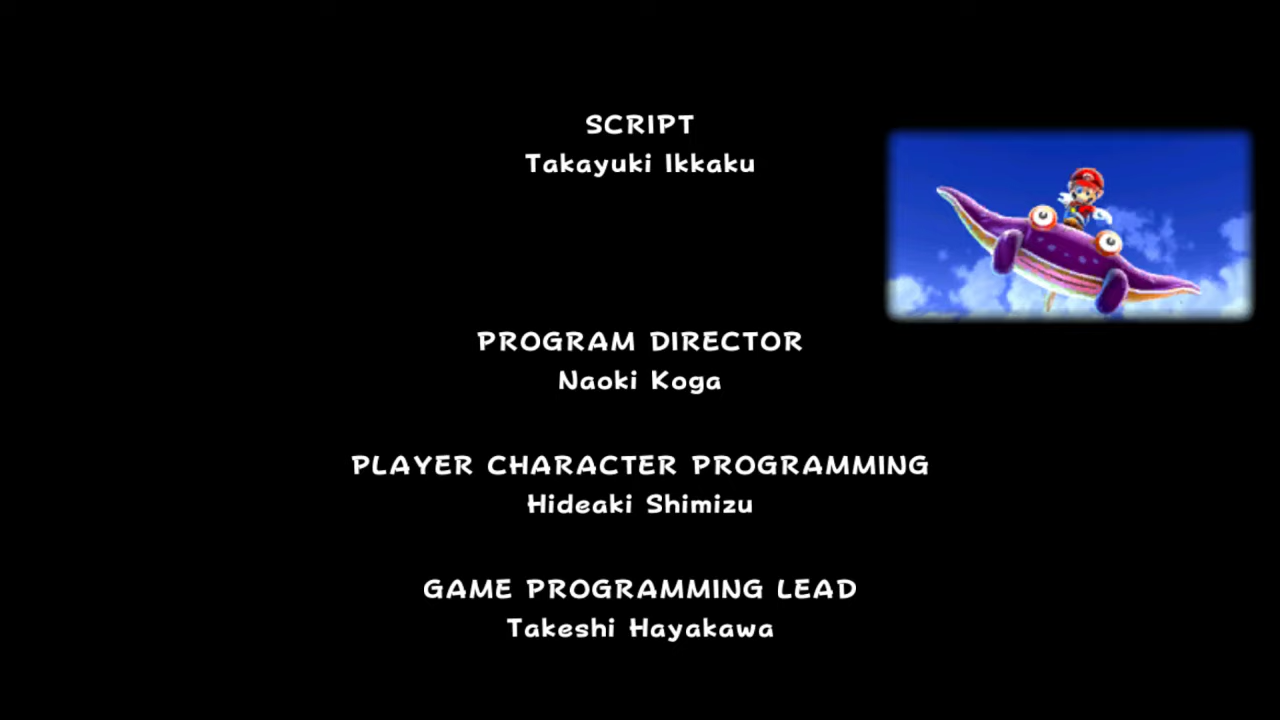 SCRIPT
Takayuki Ikkaku
PROGRAM DIRECTOR
Naoki Koga
PLAYER CHARACTER PROGRAMMING
Hideaki Shimizu
GAME PROGRAMMING LEAD
Takeshi Hayakawa